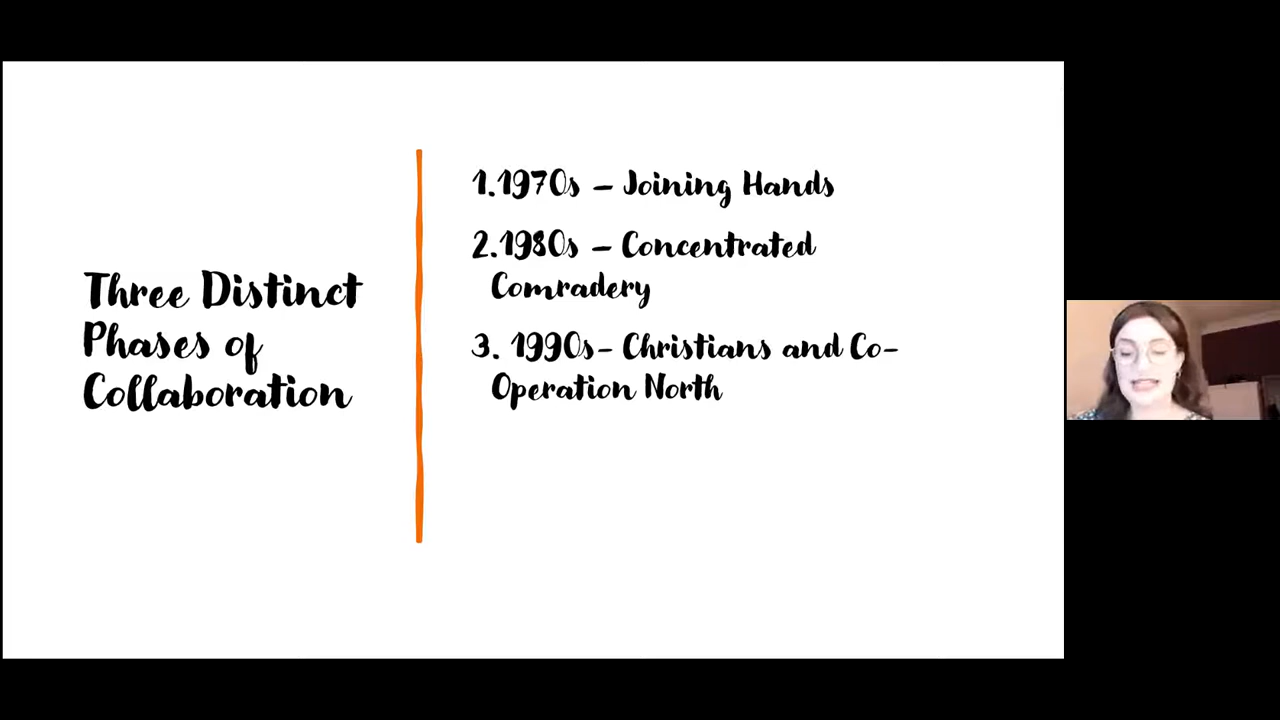 Three Distinct
Phases of
Collaboration
1.1970s – Joining Hands
2.1980s – Concentrated
Comradery
3. 1990s- Christians and Co-
Operation North